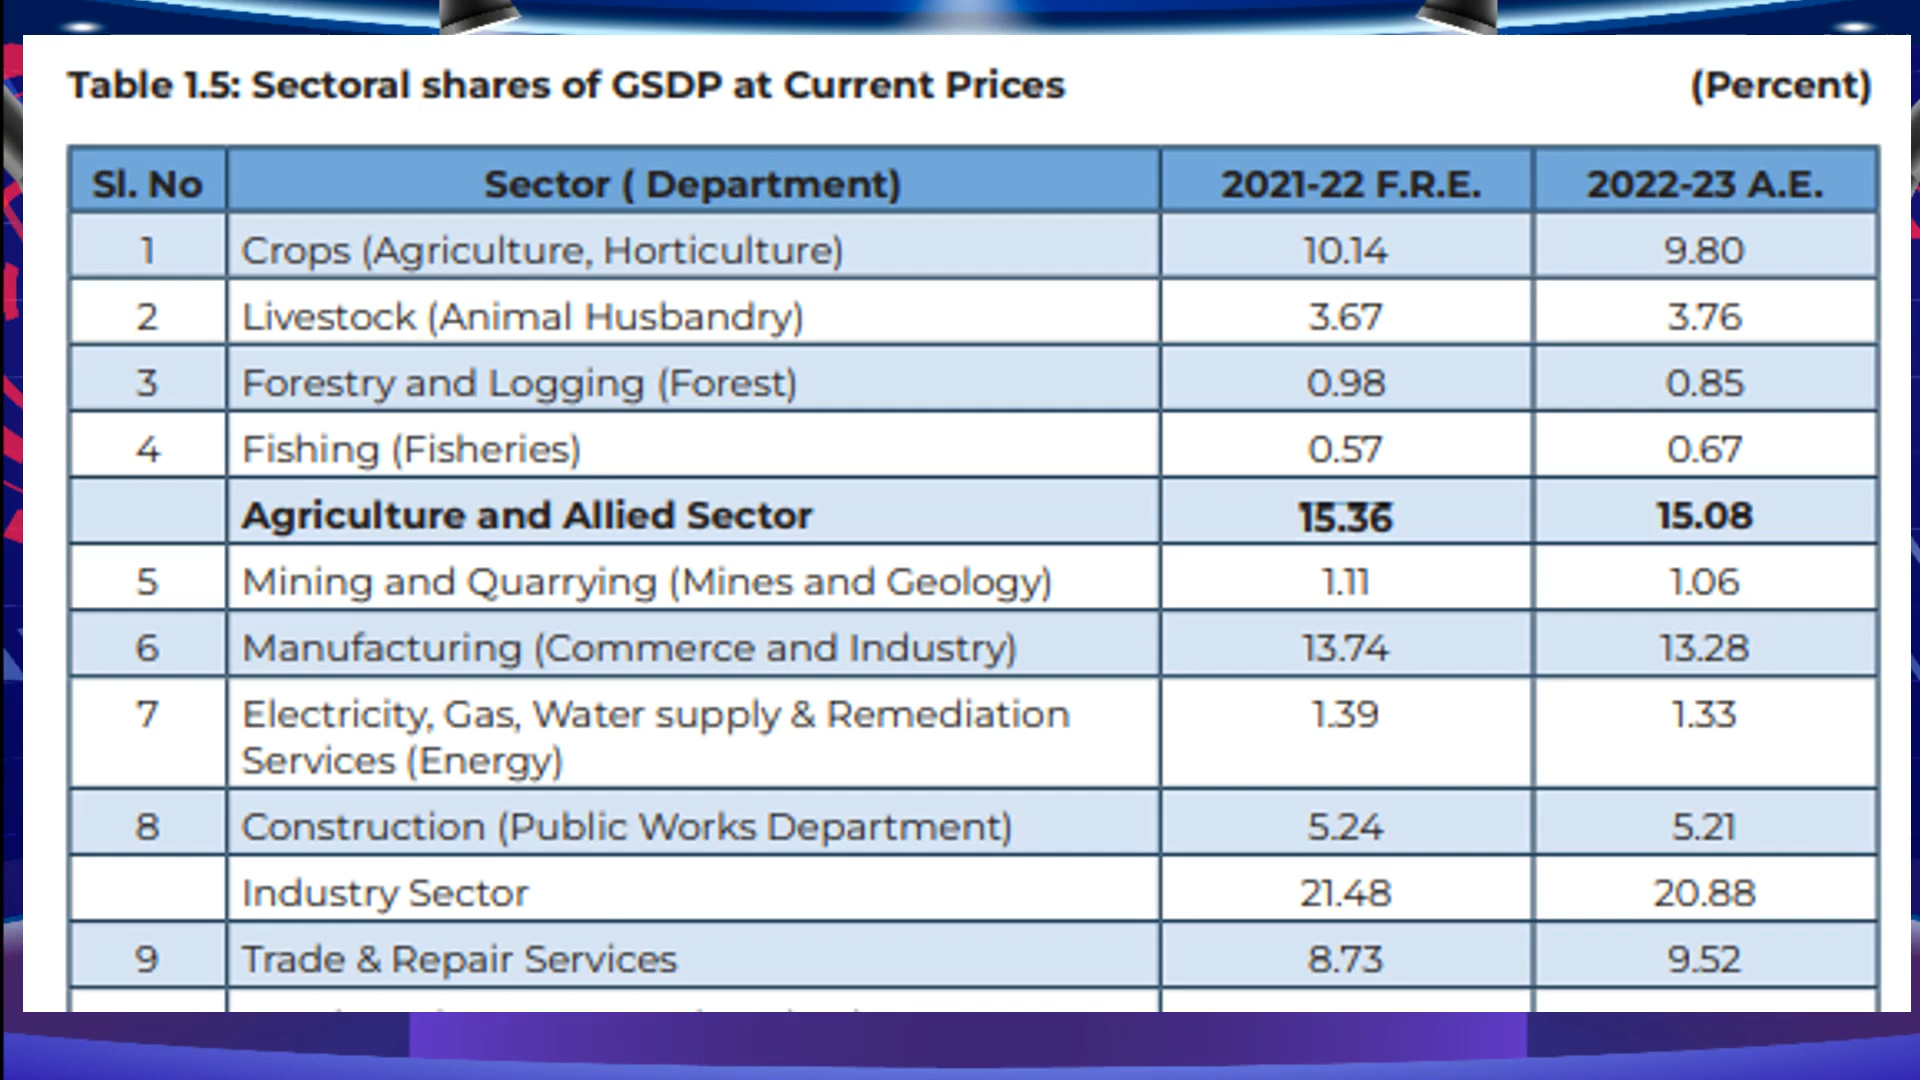 Table 1.5: Sectoral shares of GSDP at Current Prices (Percent)
Sl. No Sector ( Department) 2021-22 F.R.E. 2022-23 A.E.
1 Crops (Agriculture, Horticulture) 10.14 9.80
2 Livestock (Animal Husbandry) 3.67 3.76
3 Forestry and Logging (Forest) 0.98 0.85
4 Fishing (Fisheries) 0.57 0.67
Agriculture and Allied Sector 15.36 15.08
5 Mining and Quarrying (Mines and Geology) 1.11 1.06
6 Manufacturing (Commerce and Industry) 13.74 13.28
7 Electricity, Gas, Water supply & Remediation 1.39 1.33
Services (Energy)
8 Construction (Public Works Department) 5.24 5.21
Industry Sector 21.48 20.88
9 Trade & Repair Services 8.73 9.52